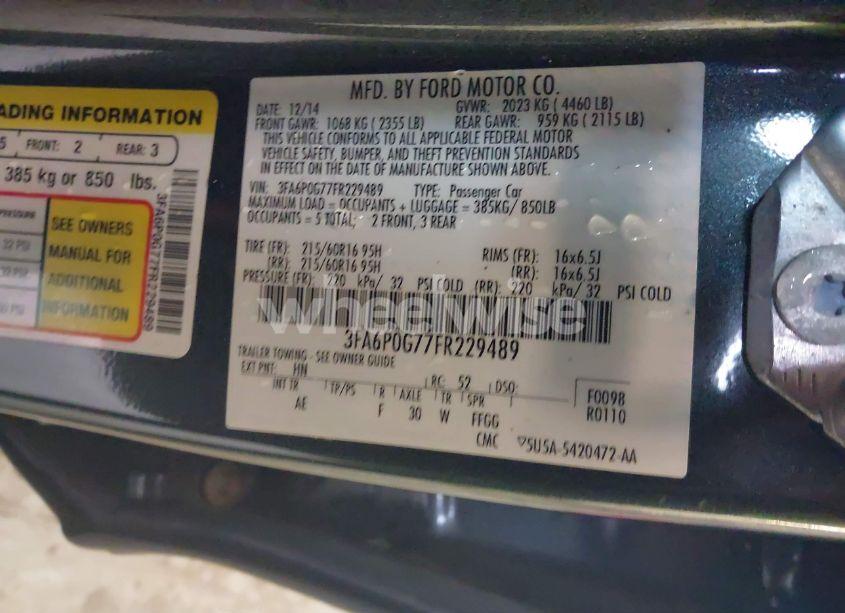 ADING INFORMATION
5 FRONT: 2 REAR: 3
385 kg or 850 lbs.
SEE OWNERS
MANUAL FOR
ADDITIONAL
INFORMATION
3FA6P0G77FR229489
MFD. BY FORD MOTOR CO.
DATE: 12/14 GVWR: 2023 KG ( 4460 LB)
FRONT GAWR: 1068 KG ( 2355 LB) REAR GAWR: 959 KG ( 2115 LB)
THIS VEHICLE CONFORMS TO ALL APPLICABLE FEDERAL MOTOR
VEHICLE SAFETY, BUMPER, AND THEFT PREVENTION STANDARDS
IN EFFECT ON THE DATE OF MANUFACTURE SHOWN ABOVE.
VIN: 3FA6P0G77FR229489 TYPE: Passenger Car
MAXIMUM LOAD = OCCUPANTS + LUGGAGE = 385KG/ 850LB
OCCUPANTS = 5 TOTAL; 2 FRONT, 3 REAR
TIRE (FR): 215/60R16 95H RIMS (FR): 16x6.5J
(RR): 215/60R16 95H (RR): 16x6.5J
PRESSURE (FR): 220 kPa/ 32 PSI COLD (RR): 220 kPa/ 32 PSI COLD
wheelwise
3FA6P0G77FR229489
TRAILER TOWING - SEE OWNER GUIDE
EXT PNT: HN RC: 52 DSO:
INT TR TP/PS R AXLE TR SPR
AE F 30 W FFGG
CMC
F0098
R0110
5U5A-5420472-AA